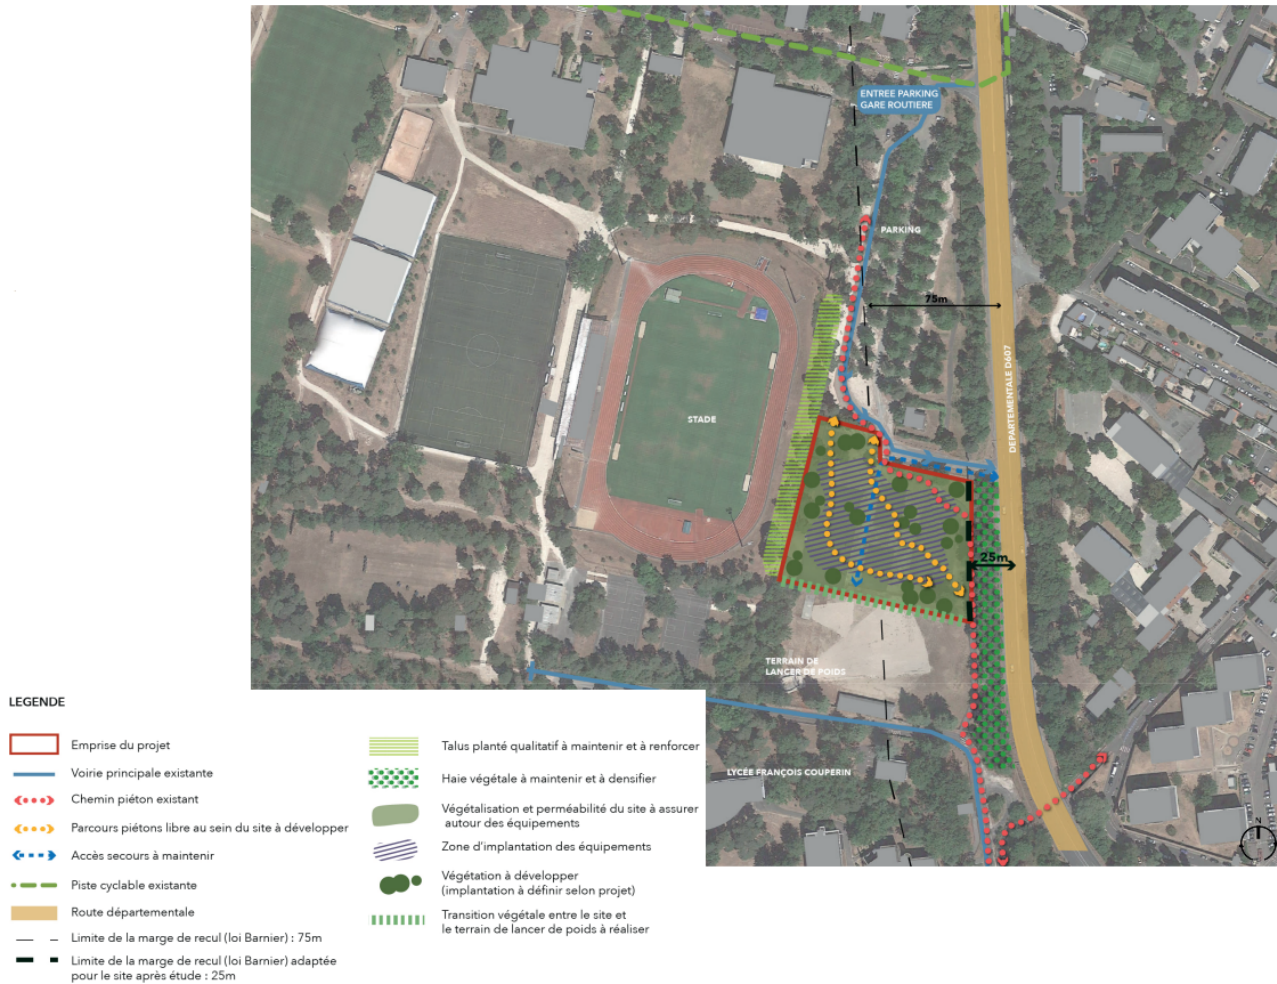 ENTREE PARKING
GARE ROUTIERE
PARKING
75m
DEPARTEMENTALE D607
STADE
25m
TERRAIN DE
LANCER DE POIDS
LYCÉE FRANÇOIS COUPERIN
N
LEGENDE
Emprise du projet
Voirie principale existante
Chemin piéton existant
Parcours piétons libre au sein du site à développer
Accès secours à maintenir
Piste cyclable existante
Route départementale
Limite de la marge de recul (loi Barnier) : 75m
Limite de la marge de recul (loi Barnier) adaptée
pour le site après étude : 25m
Talus planté qualitatif à maintenir et à renforcer
Haie végétale à maintenir et à densifier
Végétalisation et perméabilité du site à assurer
autour des équipements
Zone d'implantation des équipements
Végétation à développer
(implantation à définir selon projet)
Transition végétale entre le site et
le terrain de lancer de poids à réaliser